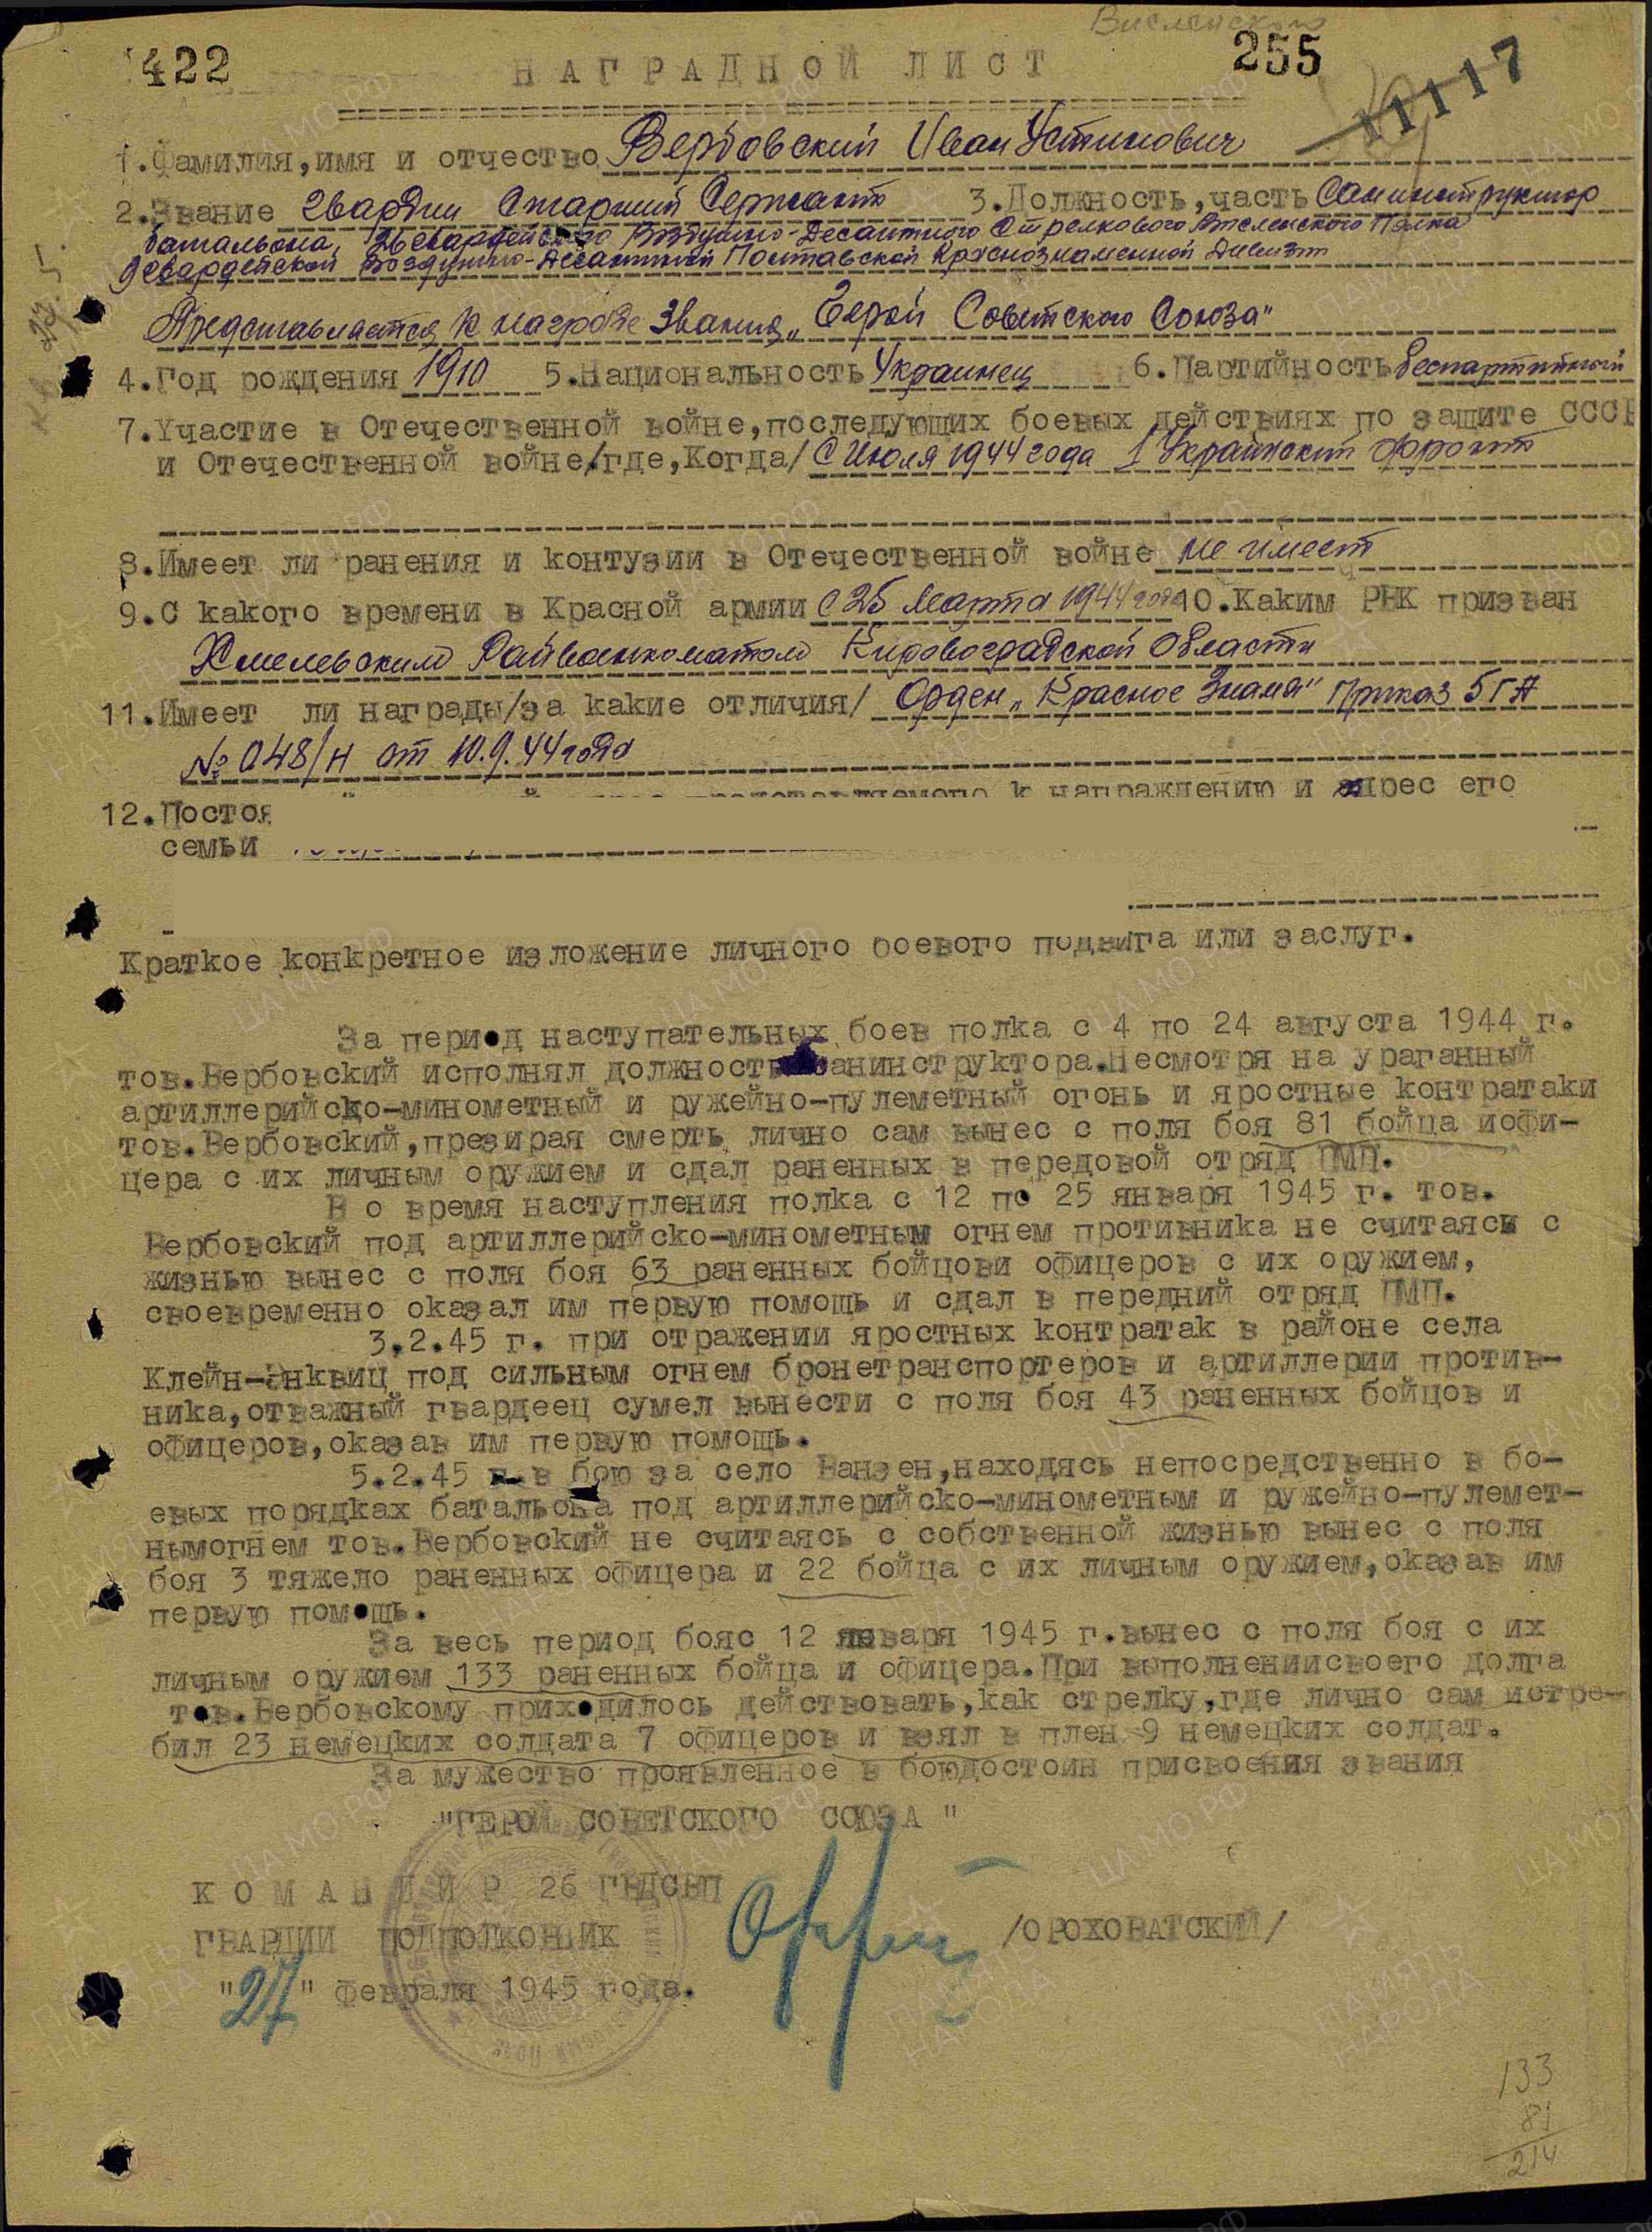 Висленского
422
255
11117
НАГРАДНОЙ ЛИСТ
1.Фамилия,имя и отчество Вербовский Иван Устинович
2.Звание гвардии Старший Сержант 3.Должность,часть Санинструктор
батальона, 26 гвардейского Воздушно-Десантного Стрелкового Висленского Полка
9 гвардейской Воздушно-Десантной Полтавской Краснознаменной Дивизии
Представляется к награде Звания „Герой Советского Союза"
4.Год рождения 1910 5.Национальность Украинец 6.Партийность беспартийный
7.Участие в Отечественной войне,последующих боевых действиях по защите СССР
и Отечественной войне/где,Когда/ С Июля 1944 года 1 Украинский фронт
8.Имеет ли ранения и контузии в Отечественной войне не имеет
9.С какого времени в Красной армии С 25 Марта 1944 года 10.Каким РВК призван
Хмелевским Райвоенкоматом Кировоградской области
11.Имеет ли награды/за какие отличия/ Орден „Красное Знамя" приказ 5 ГА
№ 048/н от 10.9.44 года
12.Постоя представляемого к награждению и адрес его
семьи
Краткое конкретное изложение личного боевого подвига или заслуг.
За период наступательных боев полка с 4 по 24 августа 1944 г.
тов.Вербовский исполнял должность санинструктора.Несмотря на ураганный
артиллерийско-минометный и ружейно-пулеметный огонь и яростные контратаки
тов.Вербовский,презирая смерть лично сам вынес с поля боя 81 бойца иофи-
цера с их личным оружием и сдал раненных в передовой отряд ПМП.
В о время наступления полка с 12 по 25 января 1945 г. тов.
Вербовский под артиллерийско-минометным огнем противника не считаясь с
жизнью вынес с поля боя 63 раненных бойцови офицеров с их оружием,
своевременно оказал им первую помощь и сдал в передний отряд ПМП.
3.2.45 г. при отражении яростных контратак в районе села
Клейн-Энквиц под сильным огнем бронетранспортеров и артиллерии против-
ника,отважный гвардеец сумел вынести с поля боя 43 раненных бойцов и
офицеров,оказав им первую помощь.
5.2.45 г. в бою за село Ванзен,находясь непосредственно в бо-
евых порядках батальона под артиллерийско-минометным и ружейно-пулемет-
нымогнем тов.Вербовский не считаясь с собственной жизнью вынес с поля
боя 3 тяжело раненных офицера и 22 бойца с их личным оружием,оказав им
первую помощь.
За весь период бояс 12 января 1945 г.вынес с поля боя с их
личным оружием 133 раненных бойца и офицера.При выполнениисвоего долга
тов.Вербовскому приходилось действовать,как стрелку,где лично сам истре-
бил 23 немецких солдата 7 офицеров и взял в плен 9 немецких солдат.
За мужество проявленное в боюдостоин присвоения звания
"ГЕРОЙ СОВЕТСКОГО СОЮЗА"
КОМАНДИР 26 ГВДСВП
ГВАРДИИ ПОДПОЛКОВНИК /ОРОХОВАТСКИЙ/
"27" февраля 1945 года.
133
81
214